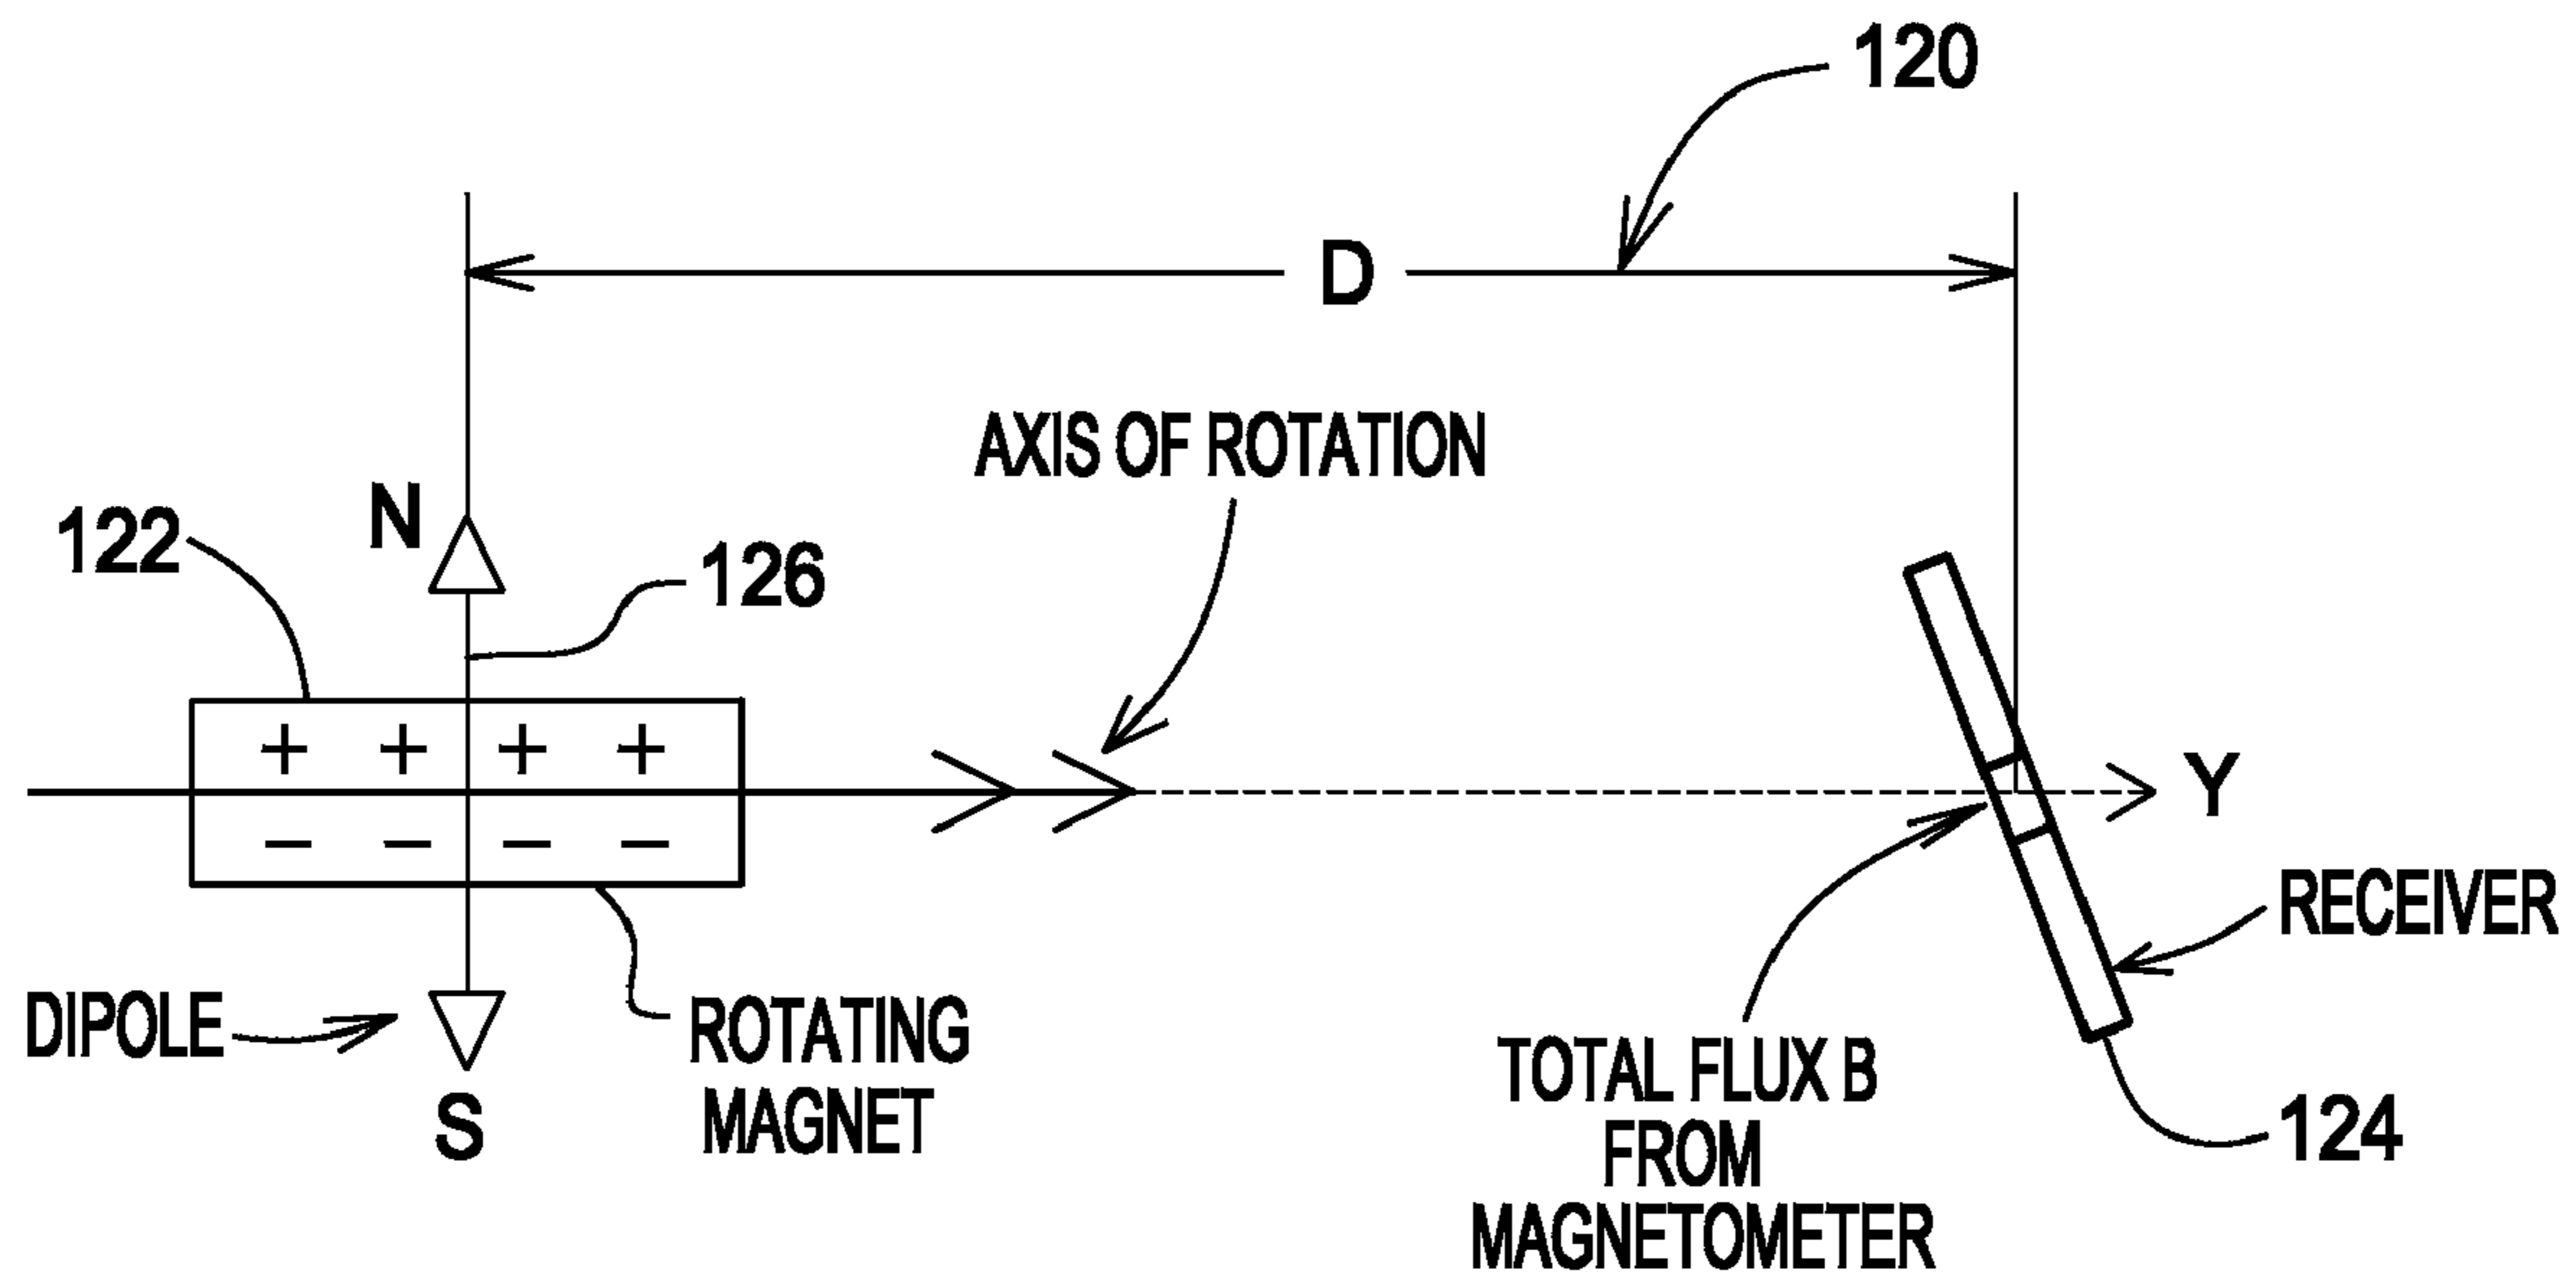 120
D
AXIS OF ROTATION
N
122
126
+ + + +
Y
− − − −
RECEIVER
DIPOLE
ROTATING
MAGNET
S
TOTAL FLUX B
FROM
MAGNETOMETER
124